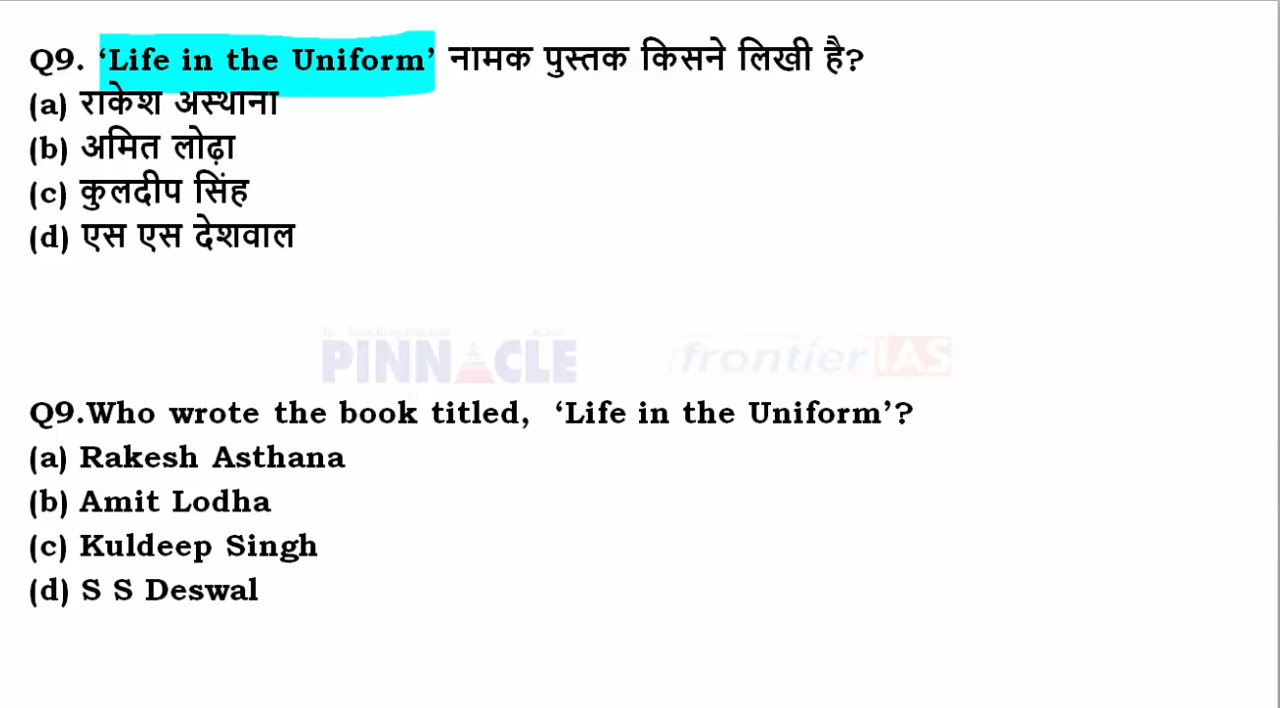 Q9. ‘Life in the Uniform’ नामक पुस्तक किसने लिखी है?
(a) राकेश अस्थाना
(b) अमित लोढ़ा
(c) कुलदीप सिंह
(d) एस एस देशवाल
PINNACLE frontier IAS
Q9.Who wrote the book titled, ‘Life in the Uniform’?
(a) Rakesh Asthana
(b) Amit Lodha
(c) Kuldeep Singh
(d) S S Deswal